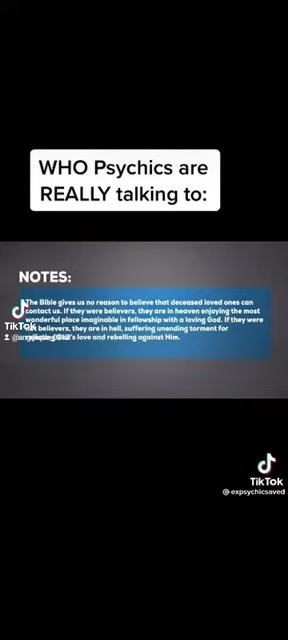 WHO Psychics are
REALLY talking to:
NOTES:
The Bible gives us no reason to believe that deceased loved ones can
contact us. If they were believers, they are in heaven enjoying the most
wonderful place imaginable in fellowship with a loving God. If they were
believers, they are in hell, suffering unending torment for
God's love and rebelling against Him.
TikTok
TikTok
@ expsychicsaved